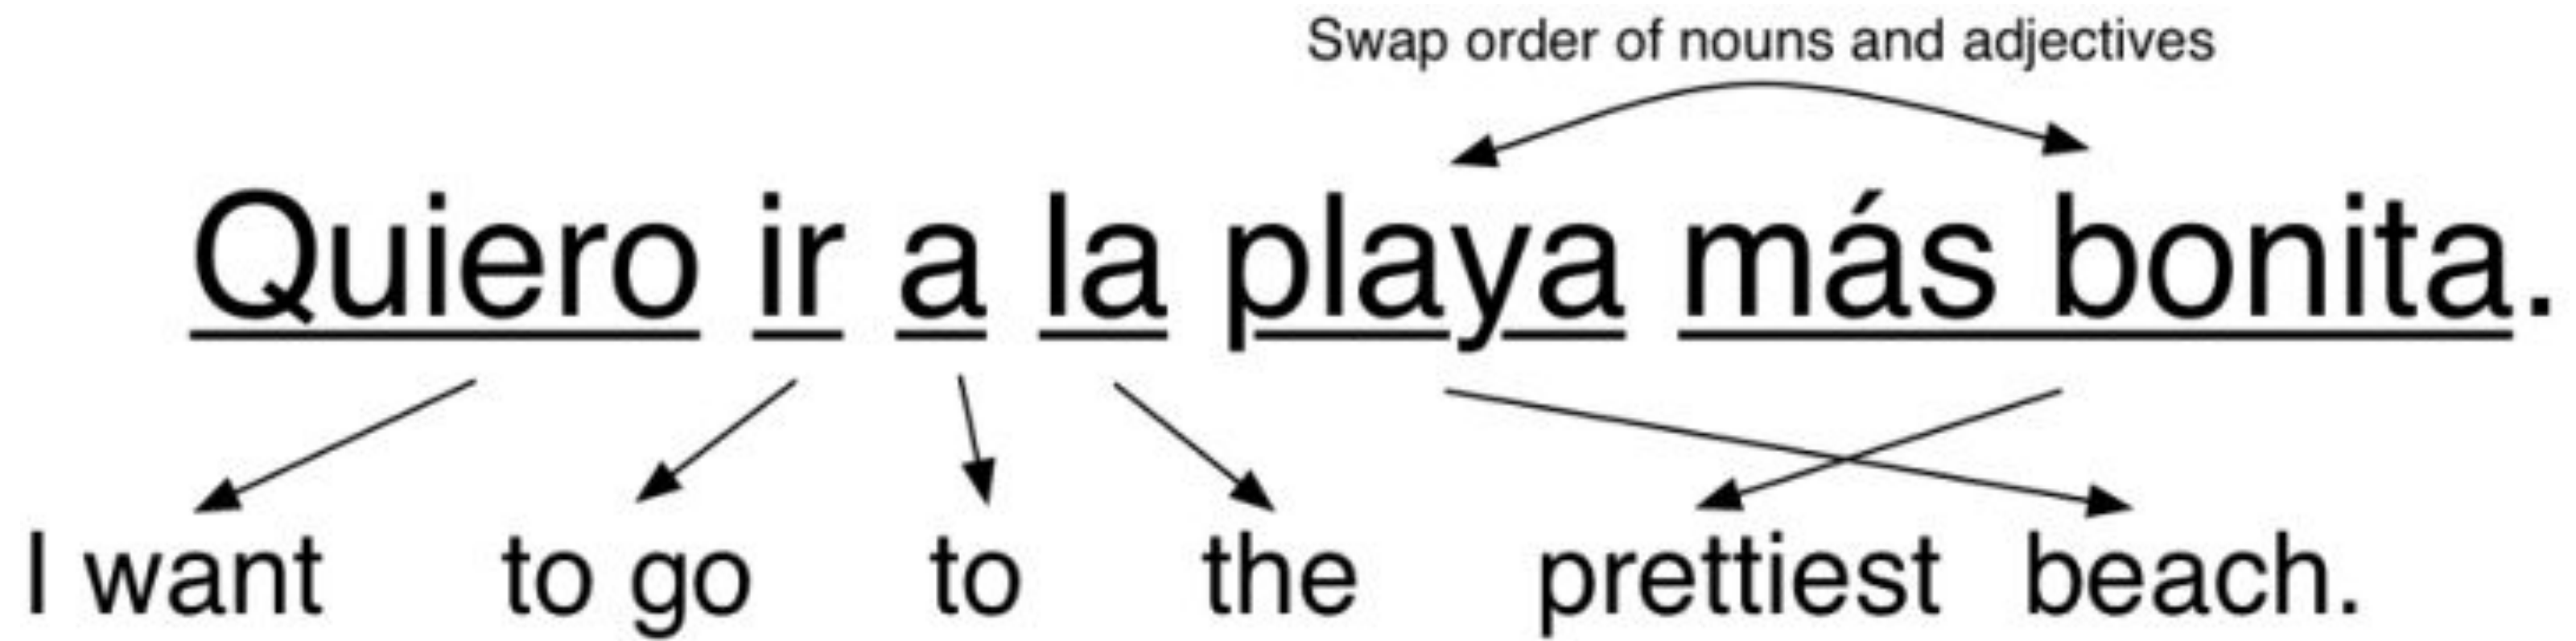 Swap order of nouns and adjectives
Quiero ir a la playa más bonita.
I want to go to the prettiest beach.